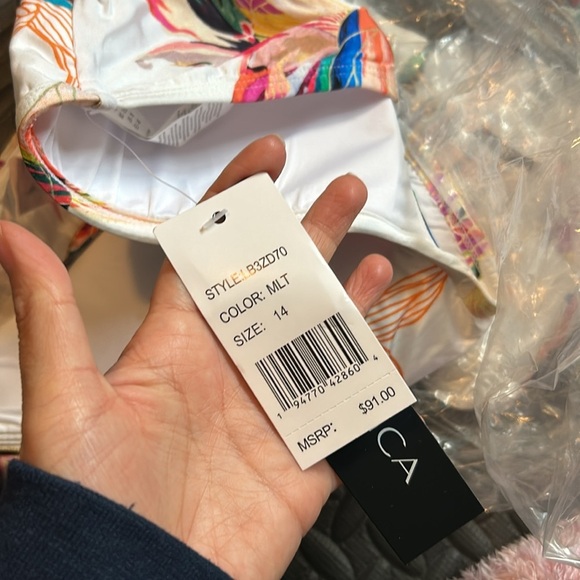 STYLE:LB3ZD70
COLOR: MLT
SIZE: 14
1 94770 42860 4
MSRP: $91.00
CA